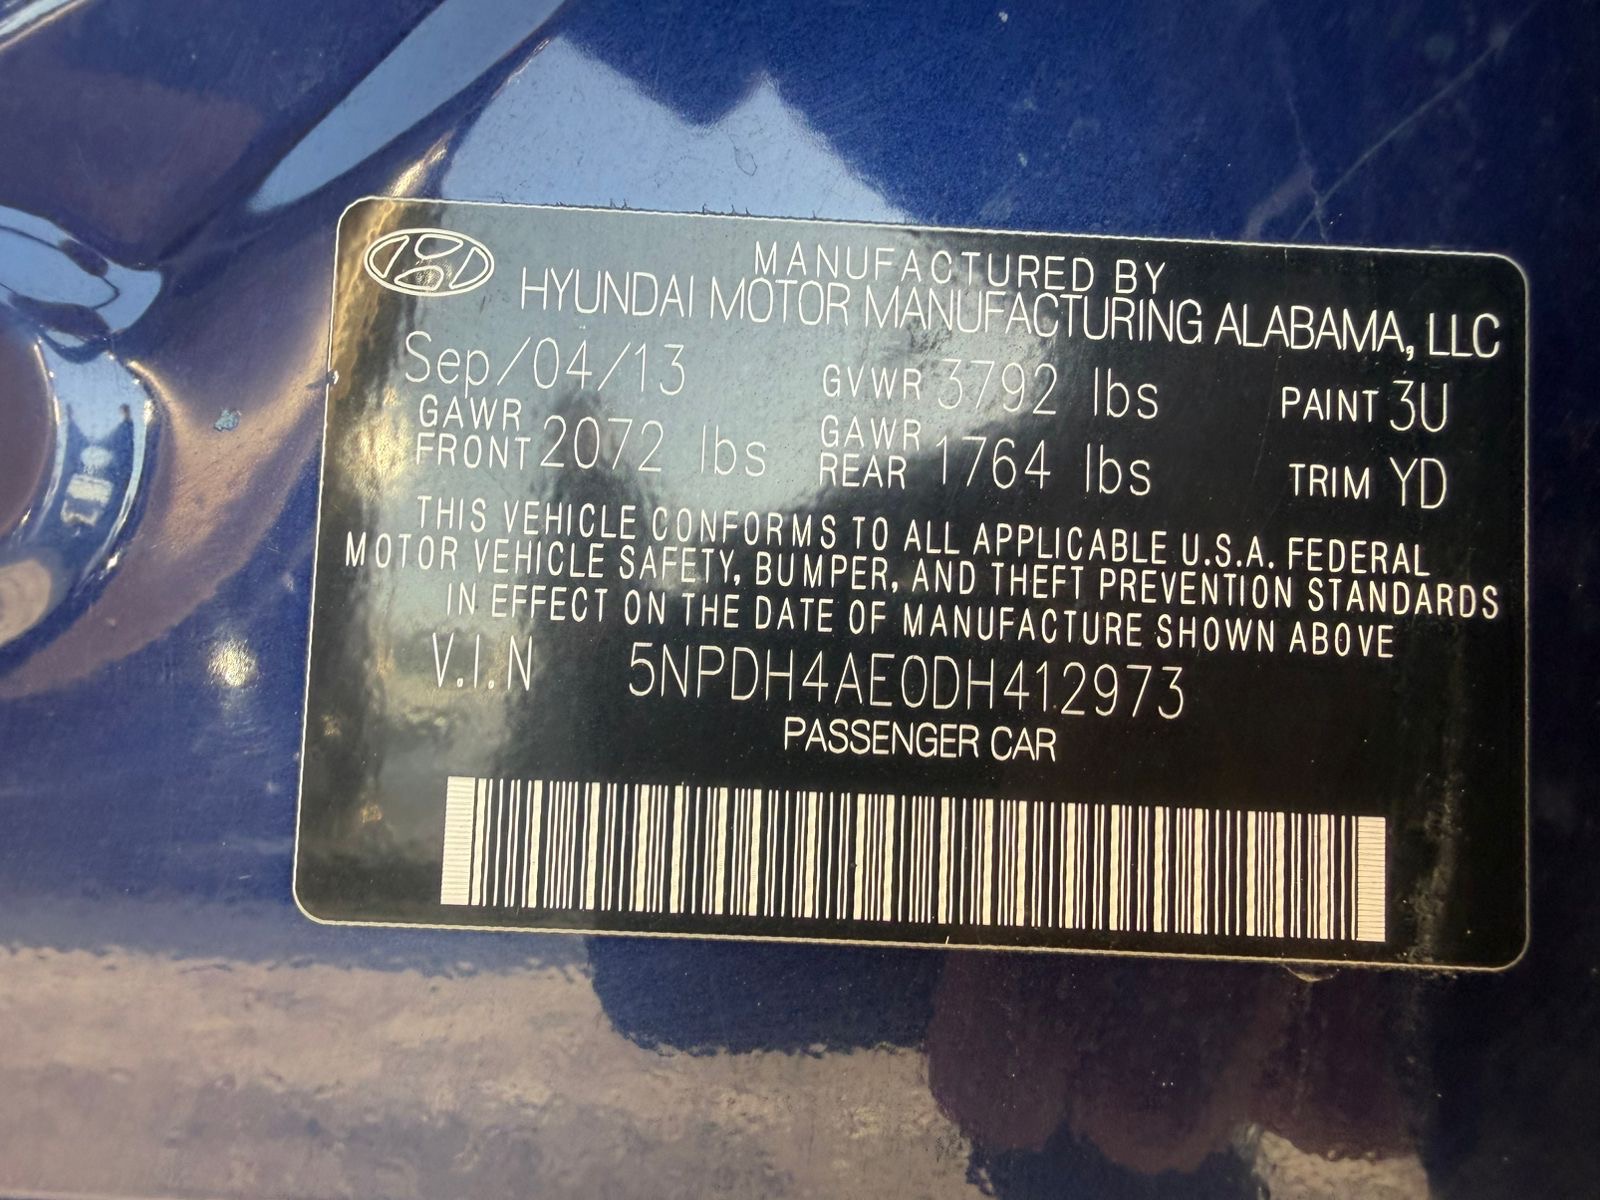 MANUFACTURED BY
HYUNDAI MOTOR MANUFACTURING ALABAMA, LLC
Sep/04/13 GVWR 3792 lbs PAINT 3U
GAWR FRONT 2072 lbs GAWR REAR 1764 lbs TRIM YD
THIS VEHICLE CONFORMS TO ALL APPLICABLE U.S.A. FEDERAL
MOTOR VEHICLE SAFETY, BUMPER, AND THEFT PREVENTION STANDARDS
IN EFFECT ON THE DATE OF MANUFACTURE SHOWN ABOVE
V.I.N 5NPDH4AE0DH412973
PASSENGER CAR